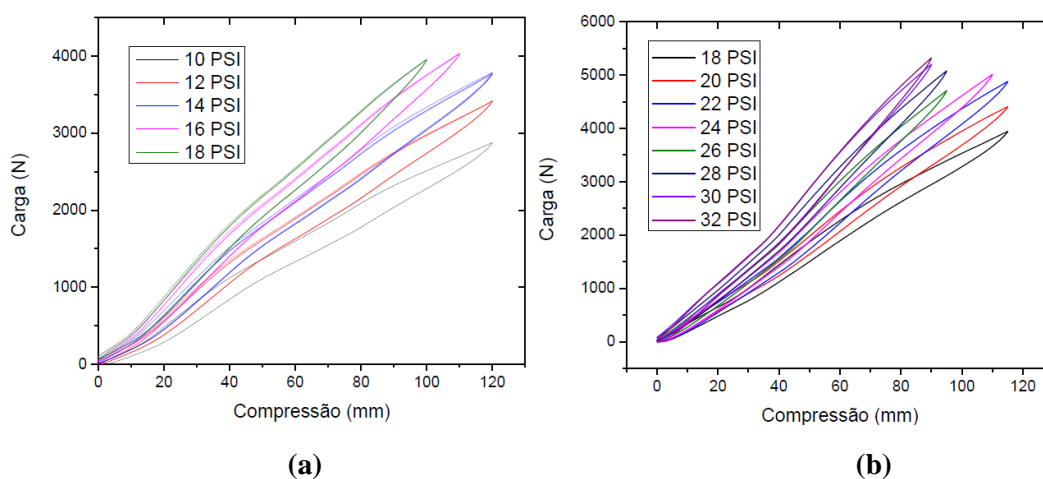 4000
3000
2000
1000
0
Carga (N)
10 PSI
12 PSI
14 PSI
16 PSI
18 PSI
0 20 40 60 80 100 120
Compressão (mm)
(a)
6000
5000
4000
3000
2000
1000
0
Carga (N)
18 PSI
20 PSI
22 PSI
24 PSI
26 PSI
28 PSI
30 PSI
32 PSI
0 20 40 60 80 100 120
Compressão (mm)
(b)